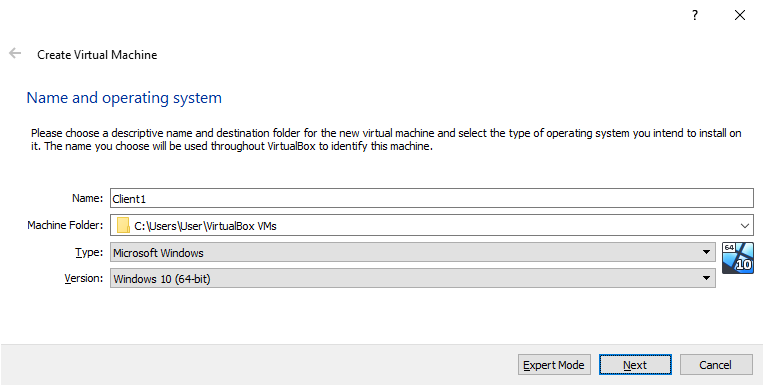 ?
Create Virtual Machine
Name and operating system
Please choose a descriptive name and destination folder for the new virtual machine and select the type of operating system you intend to install on
it. The name you choose will be used throughout VirtualBox to identify this machine.
Name: Client1
Machine Folder: C:\Users\User\VirtualBox VMs
Type: Microsoft Windows
64
Version: Windows 10 (64-bit)
10
Expert Mode Next Cancel